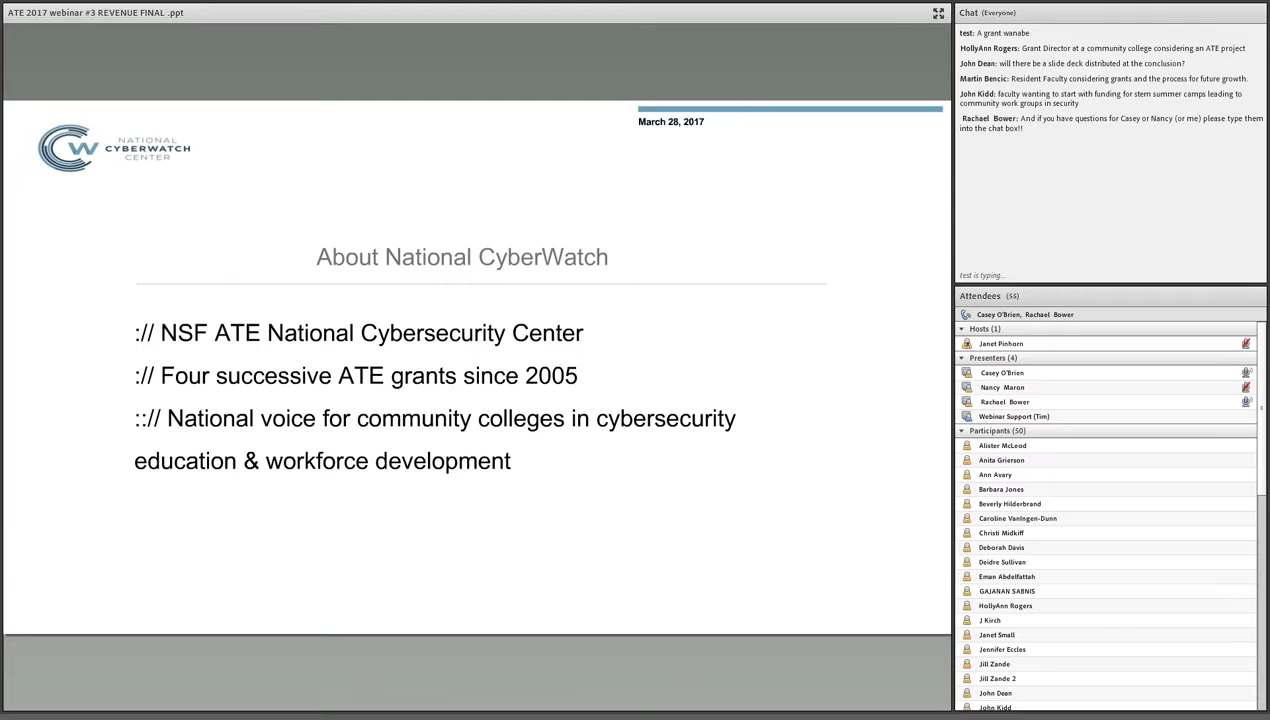 ATE 2017 webinar #3 REVENUE FINAL .ppt
March 28, 2017
CW
NATIONAL
CYBERWATCH
CENTER
About National CyberWatch
:// NSF ATE National Cybersecurity Center
:// Four successive ATE grants since 2005
::// National voice for community colleges in cybersecurity
education & workforce development
Chat (Everyone)
test: A grant wanabe
HollyAnn Rogers: Grant Director at a community college considering an ATE project
John Dean: will there be a slide deck distributed at the conclusion?
Martin Bencic: Resident Faculty considering grants and the process for future growth.
John Kidd: faculty wanting to start with funding for stem summer camps leading to
community work groups in security
Rachael Bower: And if you have questions for Casey or Nancy (or me) please type them
into the chat box!!
test is typing...
Attendees (55)
Casey O'Brien, Rachael Bower
Hosts (1)
Janet Pinhorn
Presenters (4)
Casey O'Brien
Nancy Maron
Rachael Bower
Webinar Support (Tim)
Participants (50)
Alister McLeod
Anita Grierson
Ann Avary
Barbara Jones
Beverly Hilderbrand
Caroline VanIngen-Dunn
Christi Midkiff
Deborah Davis
Deidre Sullivan
Eman Abdelfattah
GAJANAN SABNIS
HollyAnn Rogers
J Kirch
Janet Small
Jennifer Eccles
Jill Zande
Jill Zande 2
John Dean
John Kidd